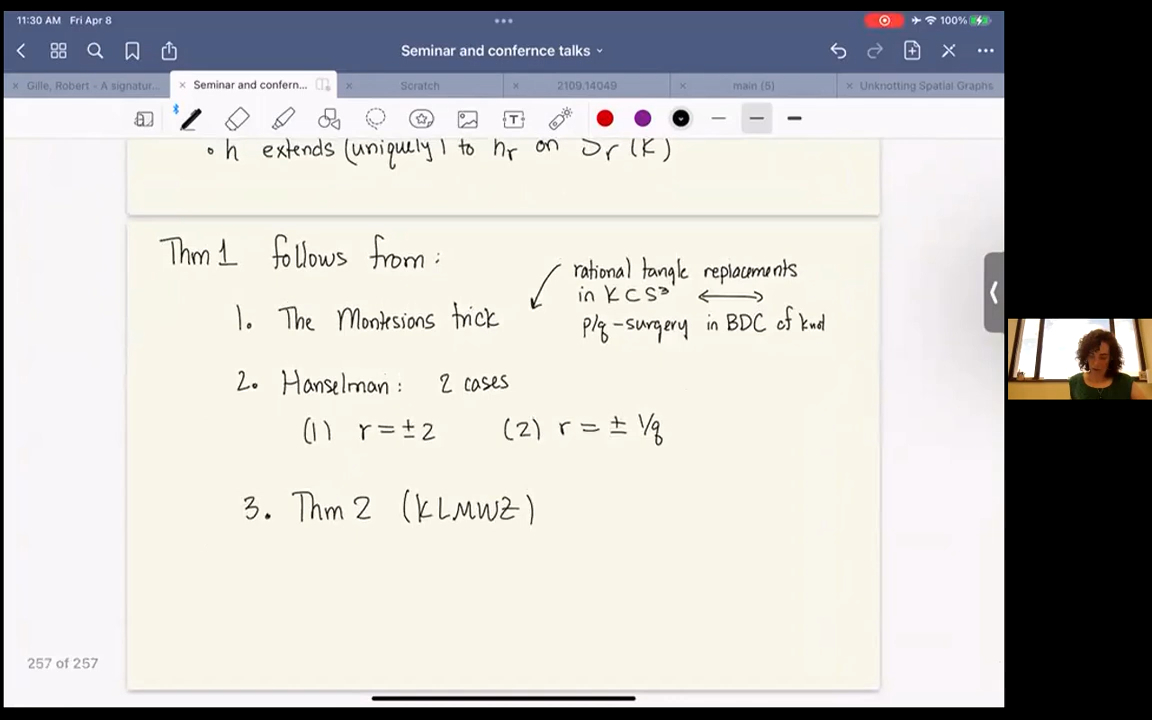 11:30 AM Fri Apr 8
100%
Seminar and confernce talks
Gille, Robert - A signatur...
Seminar and confern...
Scratch
2109.14049
main (5)
Unknotting Spatial Graphs
• h extends (uniquely) to hr on Sr(K)
Thm 1 follows from:
rational tangle replacements
in K ⊂ S³ ⟷
p/q-surgery in BDC of knot
1. The Montesions trick
2. Hanselman: 2 cases
(1) r = ±2 (2) r = ± 1/q
3. Thm 2 (KLMWZ)
257 of 257